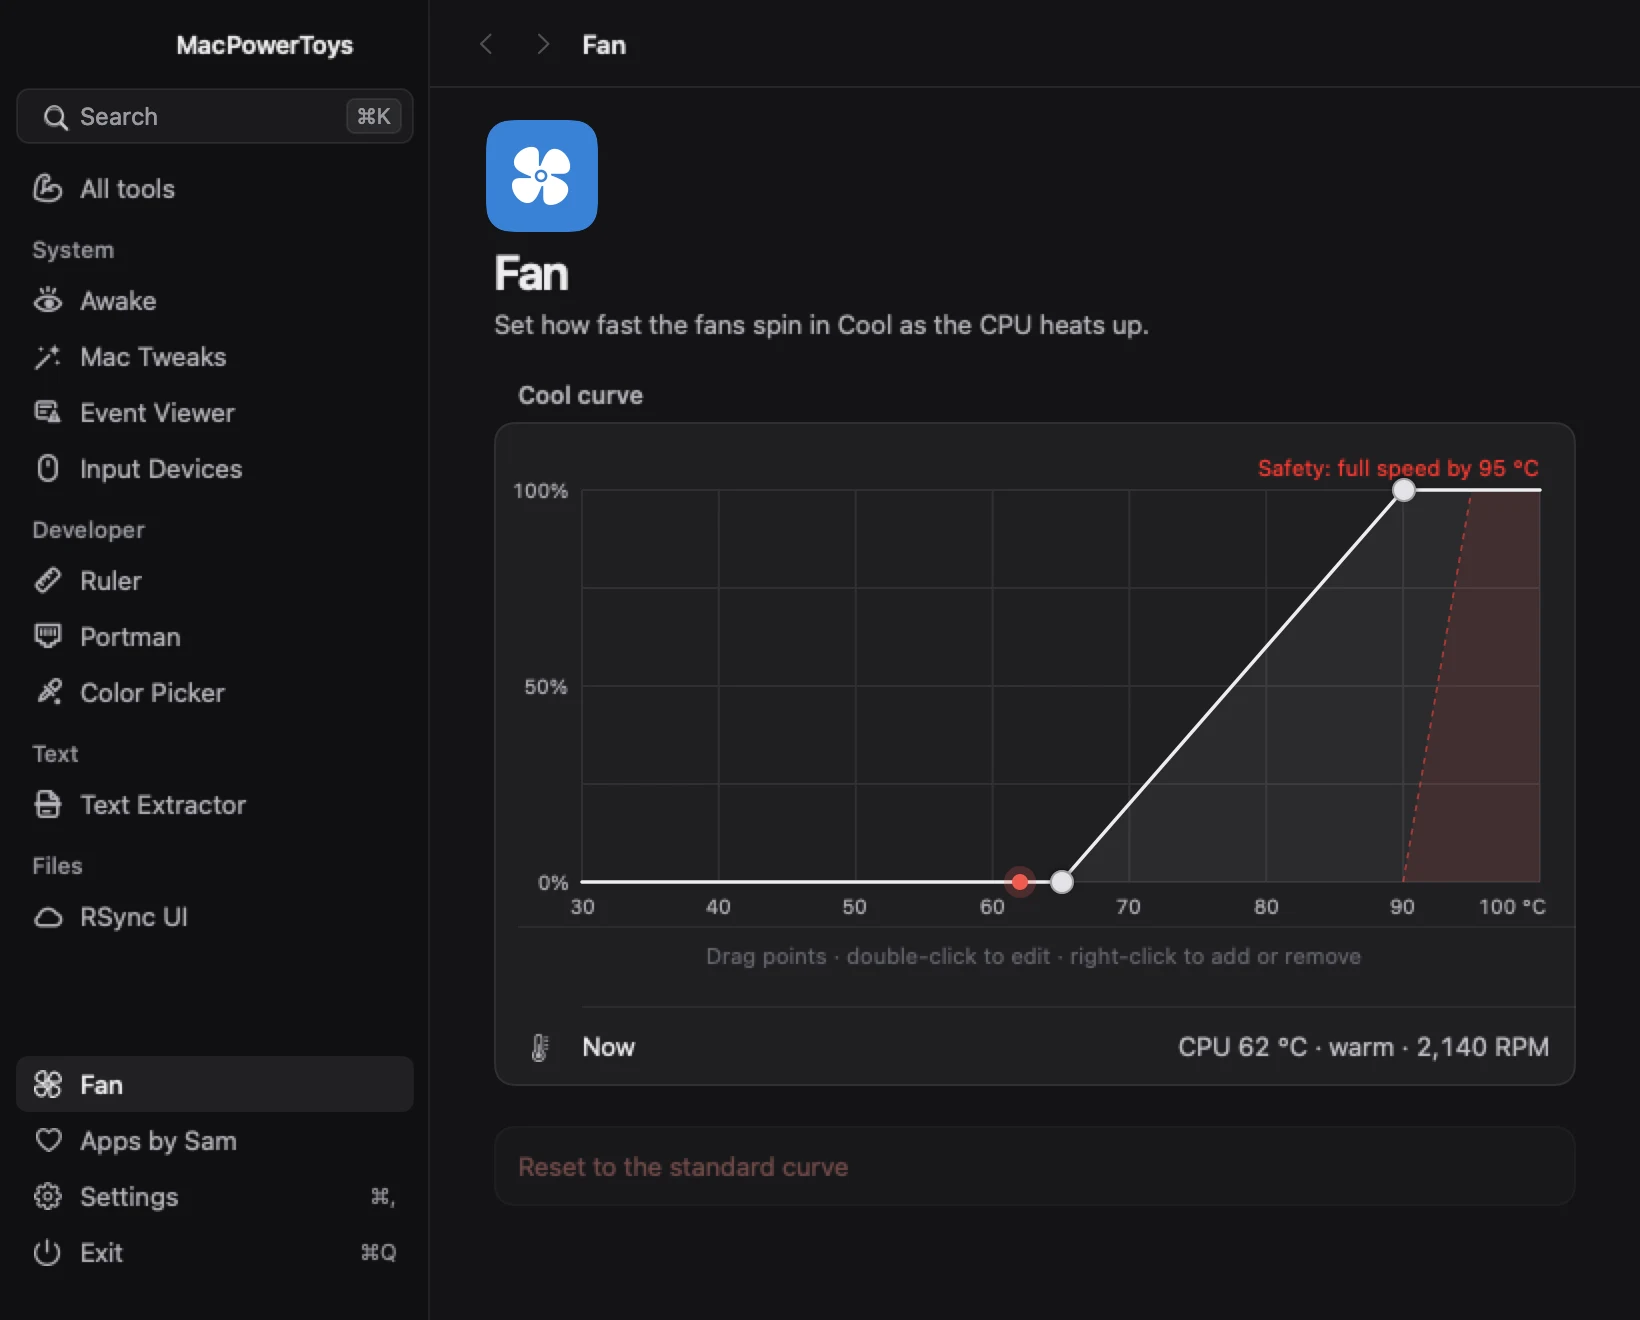 MacPowerToys
Search ⌘K
All tools
System
Awake
Mac Tweaks
Event Viewer
Input Devices
Developer
Ruler
Portman
Color Picker
Text
Text Extractor
Files
RSync UI
Fan
Apps by Sam
Settings ⌘,
Exit ⌘Q
Fan
Fan
Set how fast the fans spin in Cool as the CPU heats up.
Cool curve
Safety: full speed by 95 °C
100%
50%
0%
30 40 50 60 70 80 90 100 °C
Drag points · double-click to edit · right-click to add or remove
Now CPU 62 °C · warm · 2,140 RPM
Reset to the standard curve